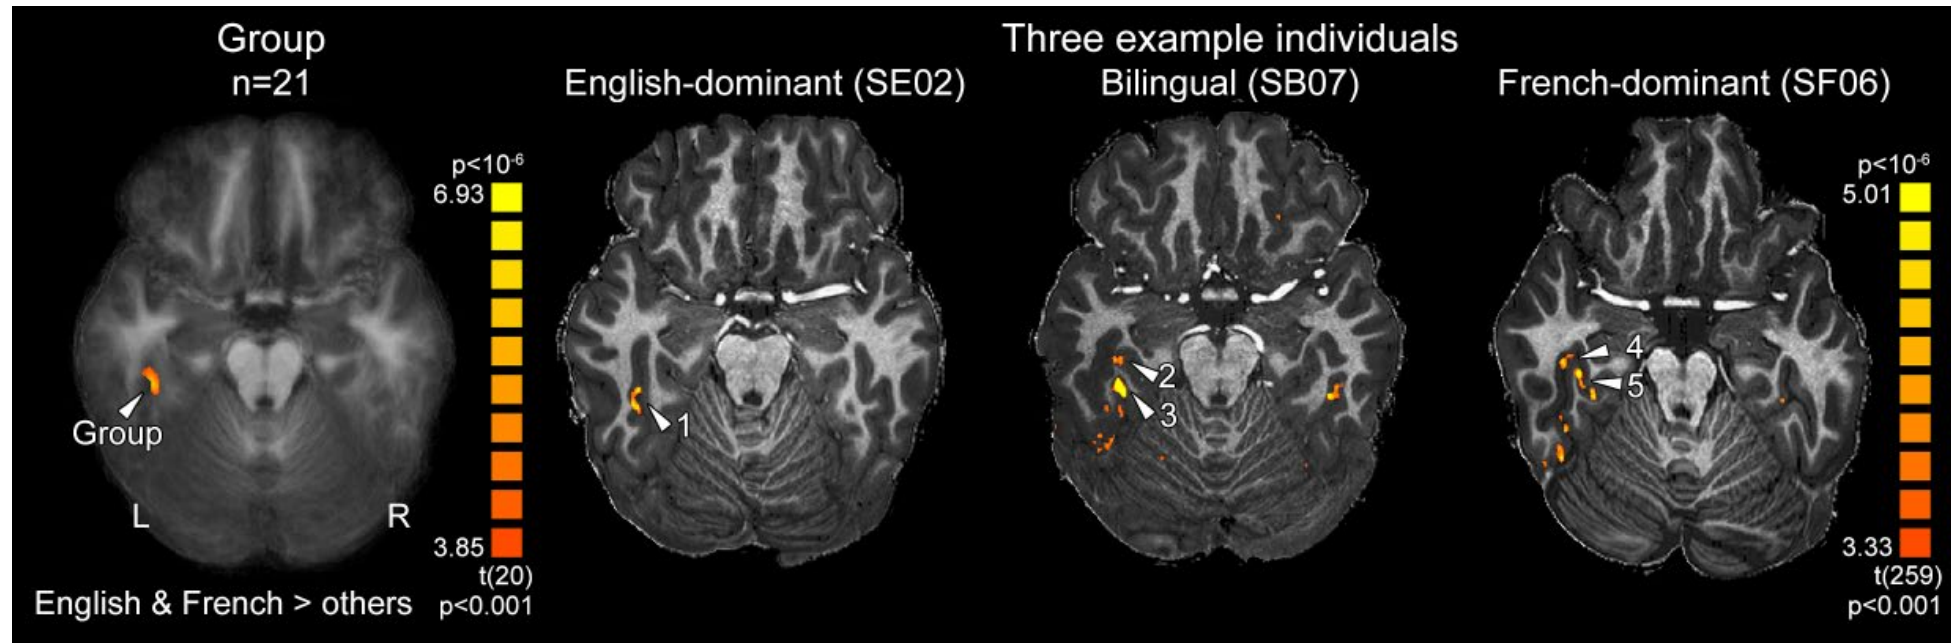 Group
n=21
Three example individuals
English-dominant (SE02)
Bilingual (SB07)
French-dominant (SF06)
p<10⁻⁶
6.93
3.85
t(20)
p<0.001
Group
L
R
English & French > others
1
2
3
4
5
p<10⁻⁶
5.01
3.33
t(259)
p<0.001